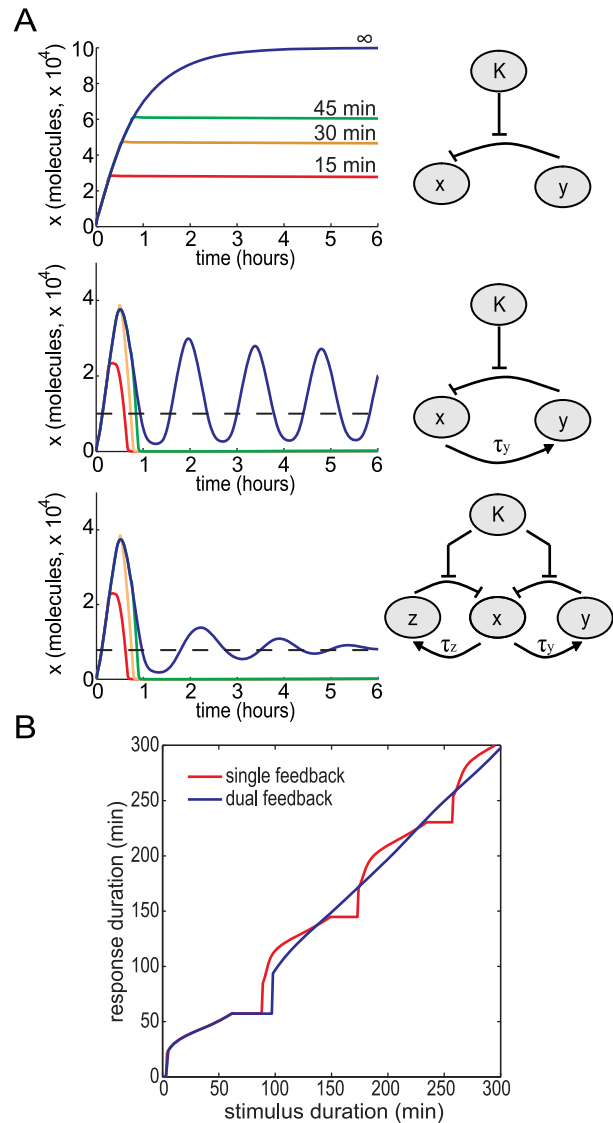 A
x (molecules, x 10⁴)
10
8
6
4
2
0
∞
45 min
30 min
15 min
0 1 2 3 4 5 6
time (hours)
K
x
y
x (molecules, x 10⁴)
4
2
0
0 1 2 3 4 5 6
time (hours)
K
x
y
τy
x (molecules, x 10⁴)
4
2
0
0 1 2 3 4 5 6
time (hours)
K
z
x
y
τz
τy
B
response duration (min)
300
250
200
150
100
50
0
single feedback
dual feedback
0 50 100 150 200 250 300
stimulus duration (min)